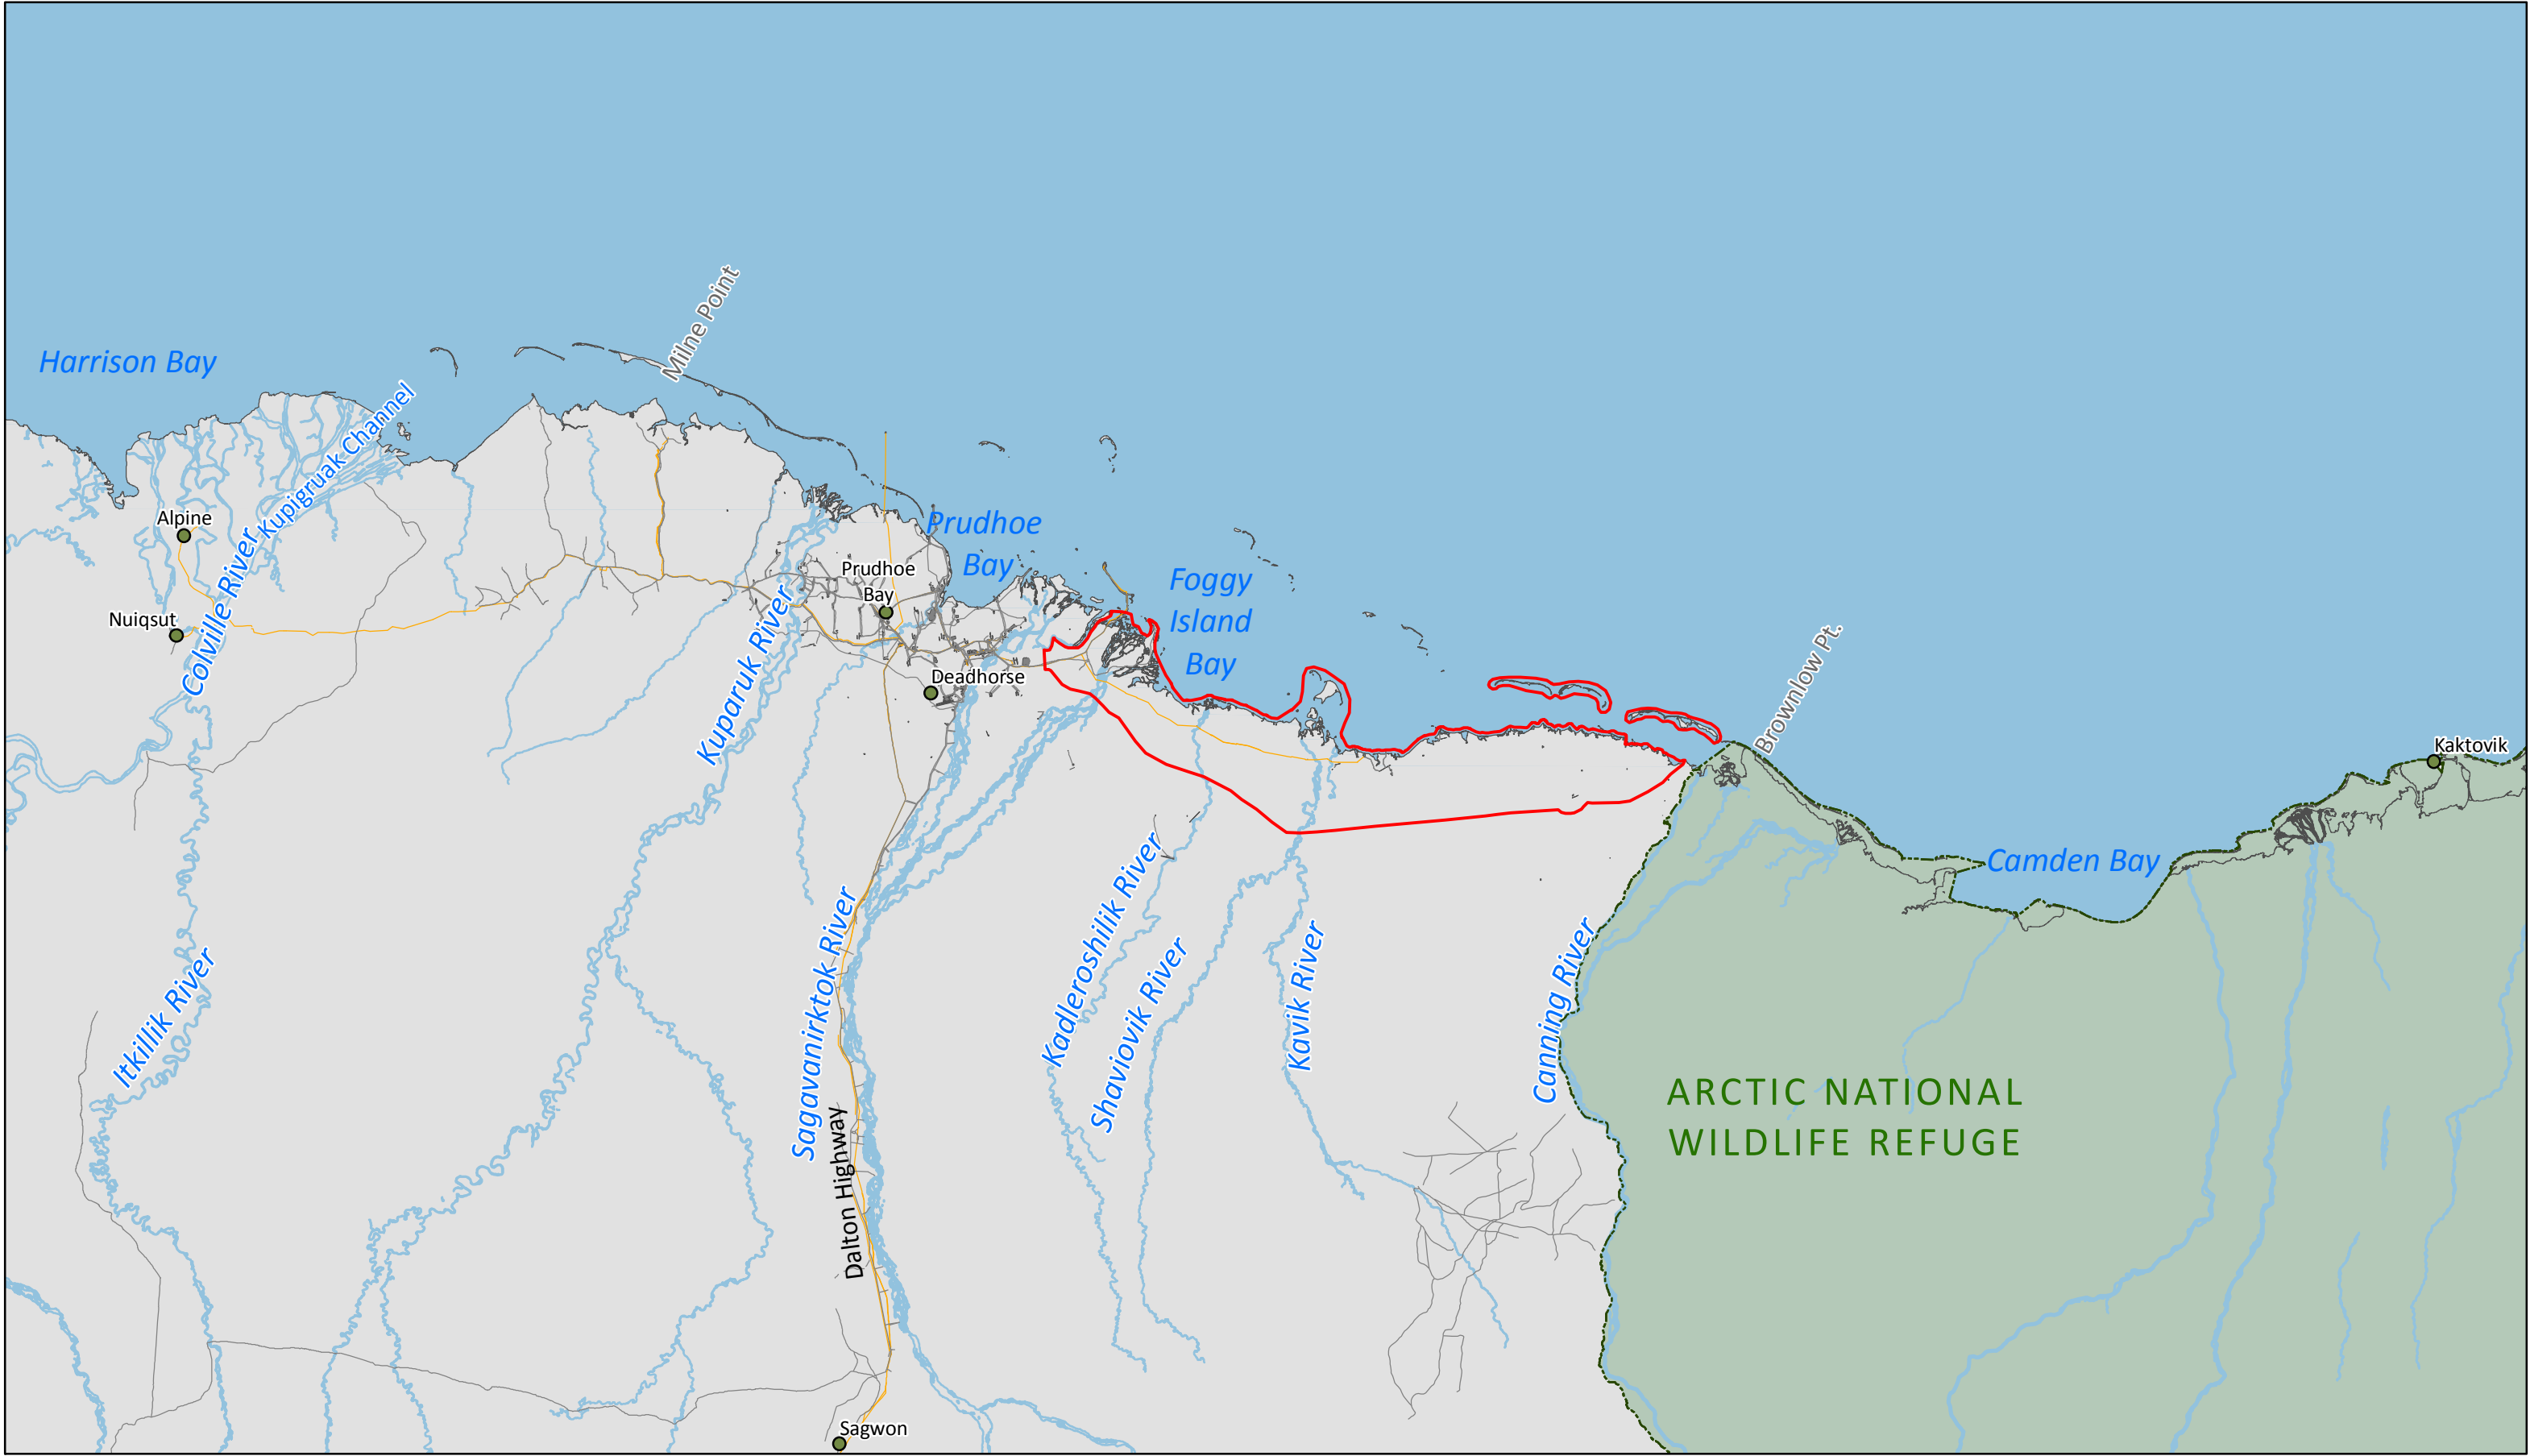 Milne Point
Harrison Bay
Kupigruak Channel
Alpine
Prudhoe
Bay
Prudhoe
Bay
Foggy
Island
Bay
Nuiqsut
Colville River
Kuparuk River
Deadhorse
Brownlow Pt.
Kaktovik
Camden Bay
Itkillik River
Sagavanirktok River
Kadleroshilik River
Shaviovik River
Kavik River
Canning River
ARCTIC NATIONAL
WILDLIFE REFUGE
Dalton Highway
Sagwon